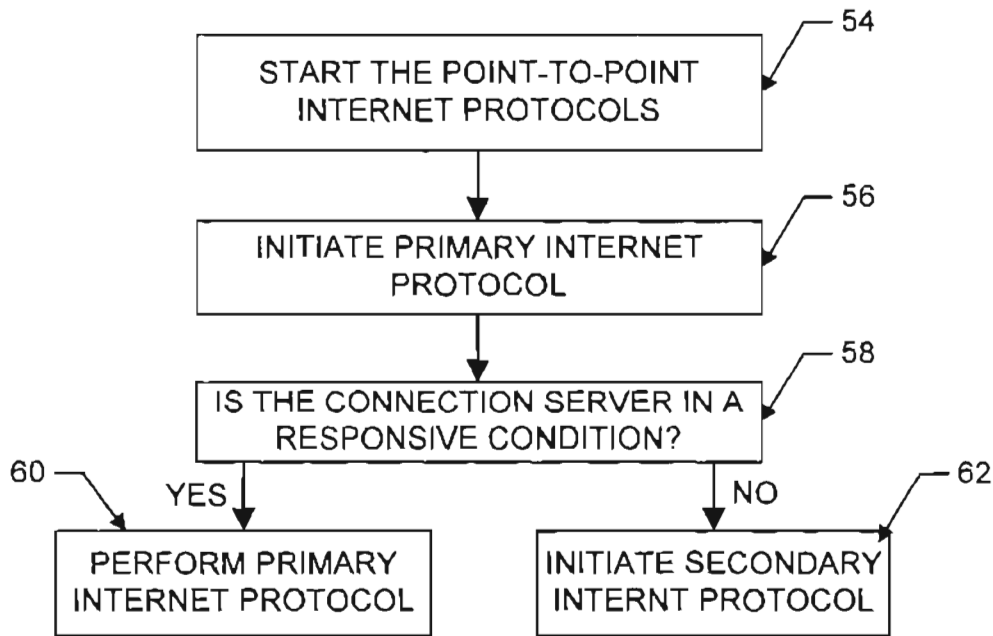 54
START THE POINT-TO-POINT
INTERNET PROTOCOLS
56
INITIATE PRIMARY INTERNET
PROTOCOL
58
IS THE CONNECTION SERVER IN A
RESPONSIVE CONDITION?
60
YES
NO
62
PERFORM PRIMARY
INTERNET PROTOCOL
INITIATE SECONDARY
INTERNT PROTOCOL